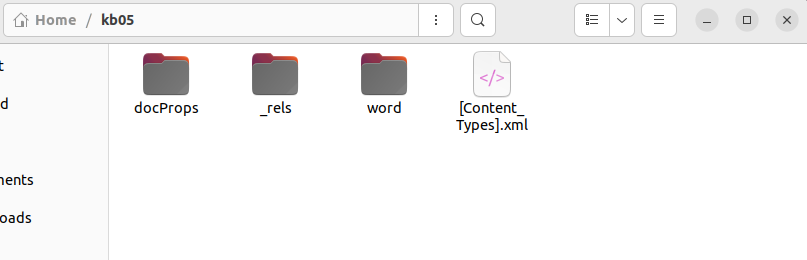 Home / kb05
t
d
ments
oads
docProps
_rels
word
[Content_
Types].xml